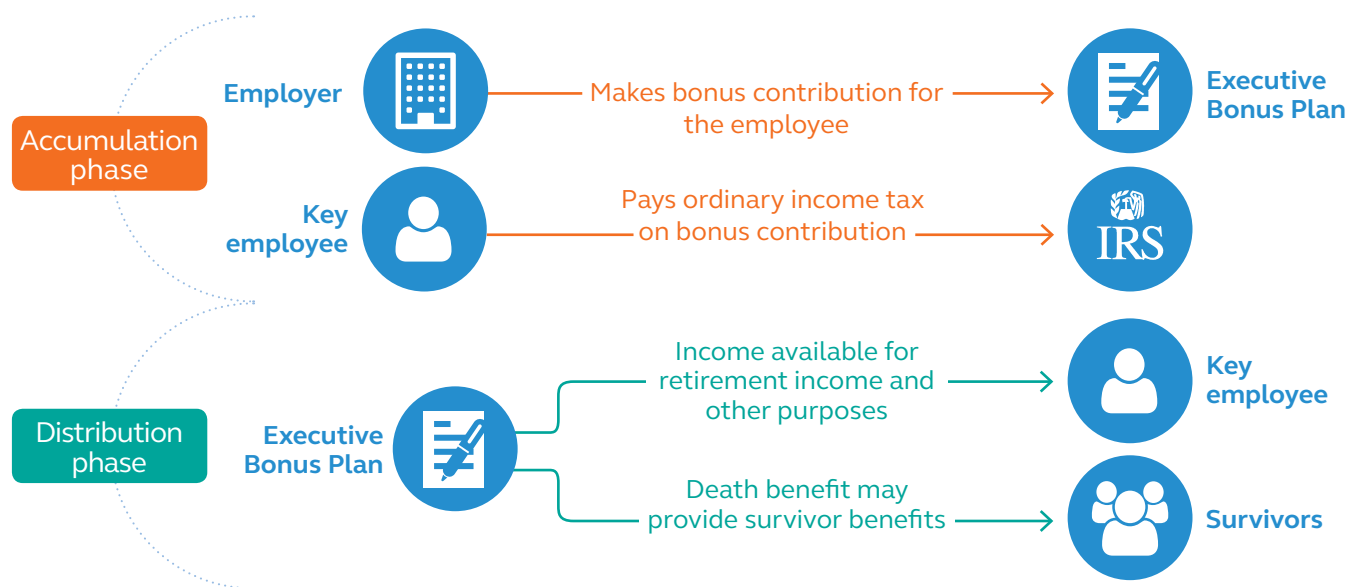 Accumulation
phase
Employer
Makes bonus contribution for
the employee
Executive
Bonus Plan
Key
employee
Pays ordinary income tax
on bonus contribution
IRS
Distribution
phase
Executive
Bonus Plan
Income available for
retirement income and
other purposes
Key
employee
Death benefit may
provide survivor benefits
Survivors